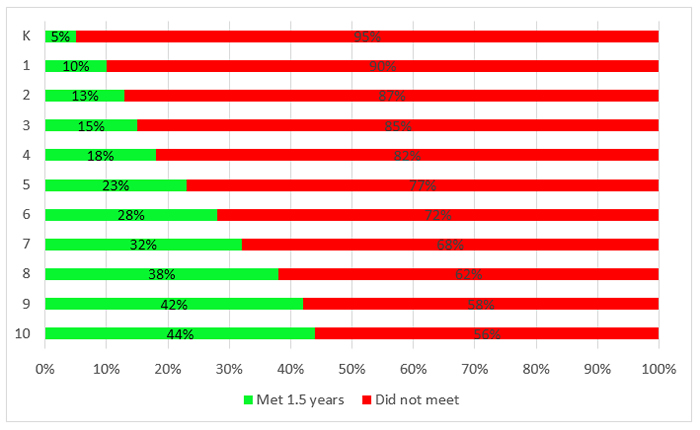 K 5% 95%
1 10% 90%
2 13% 87%
3 15% 85%
4 18% 82%
5 23% 77%
6 28% 72%
7 32% 68%
8 38% 62%
9 42% 58%
10 44% 56%
0% 10% 20% 30% 40% 50% 60% 70% 80% 90% 100%
Met 1.5 years Did not meet